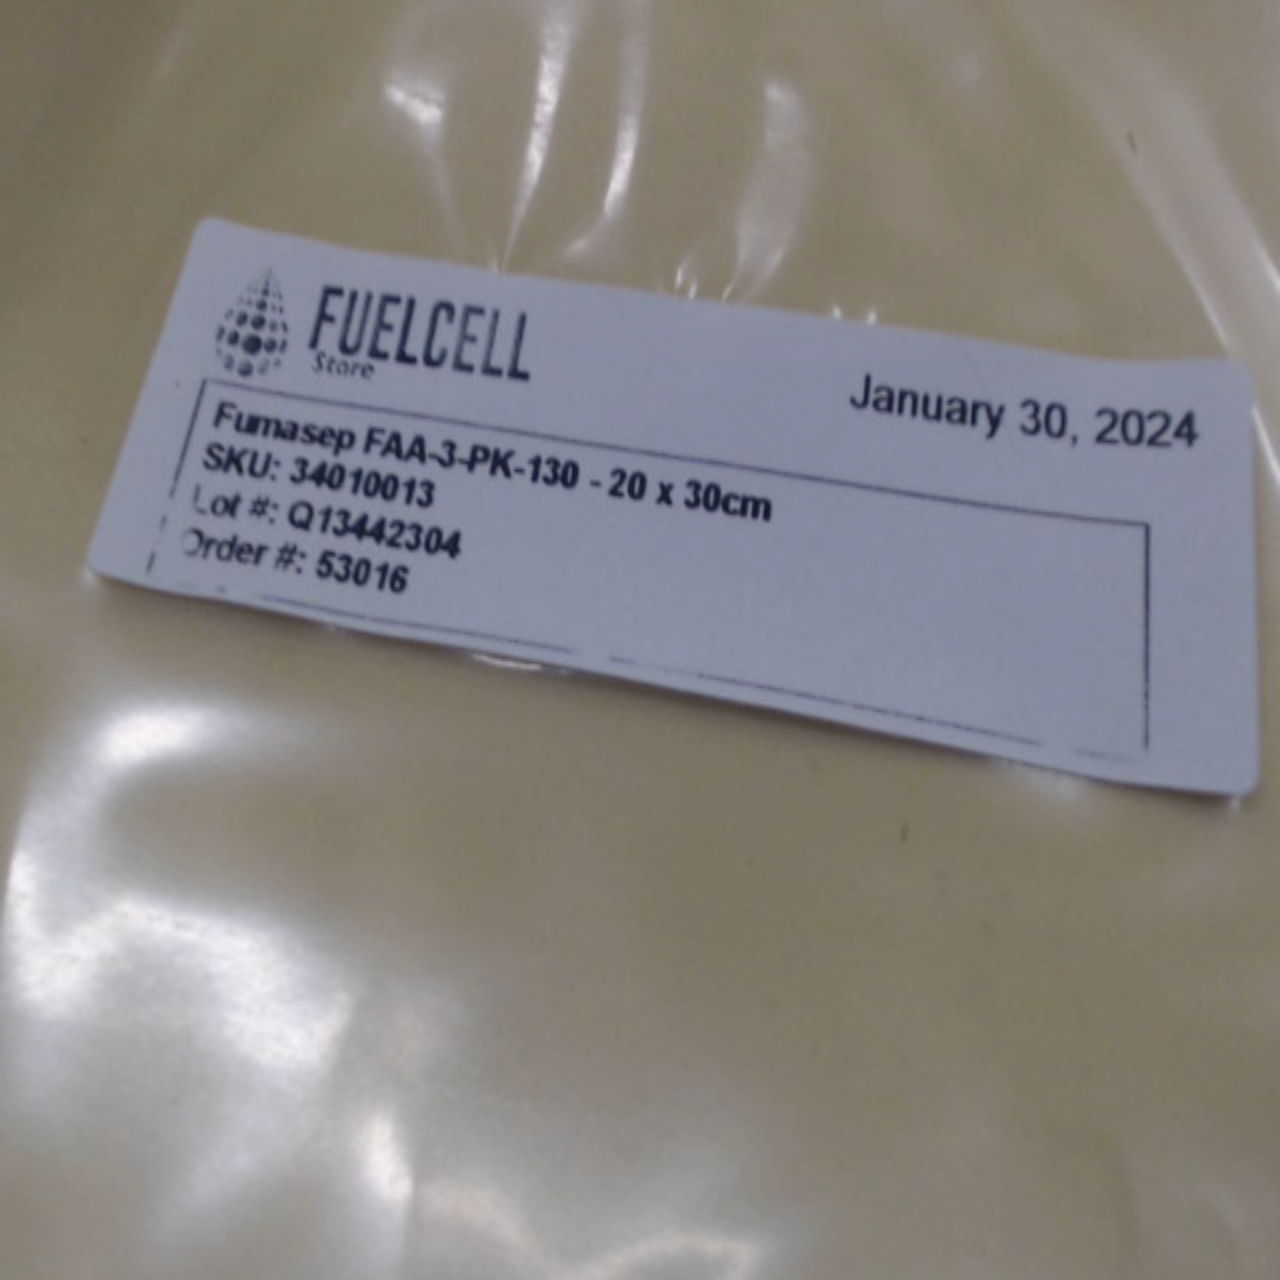 FUELCELL
Store
January 30, 2024
Fumasep FAA-3-PK-130 - 20 x 30cm
SKU: 34010013
Lot #: Q13442304
Order #: 53016